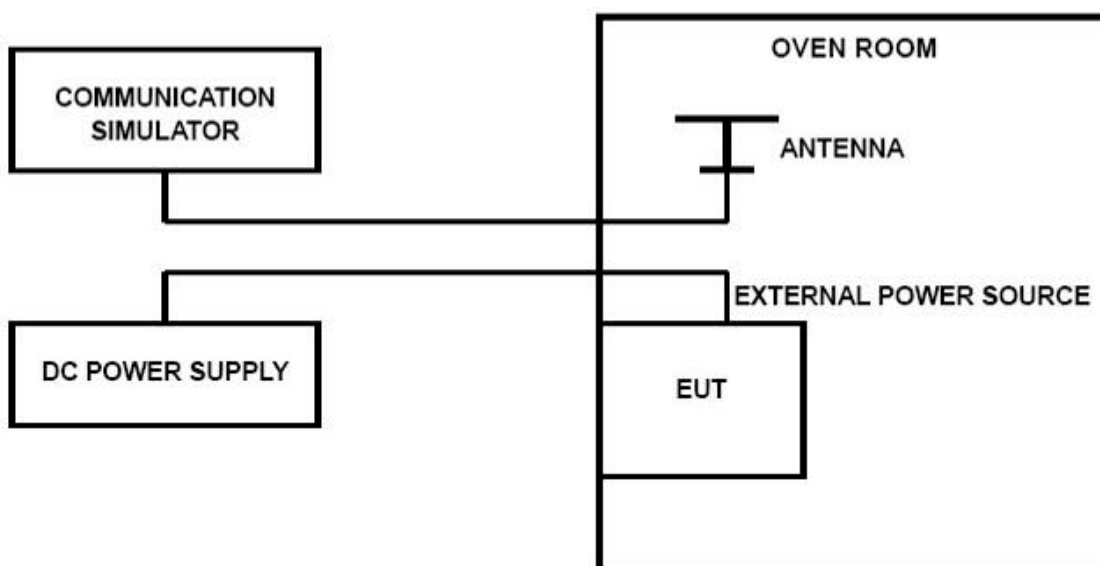 OVEN ROOM
COMMUNICATION
SIMULATOR
ANTENNA
EXTERNAL POWER SOURCE
DC POWER SUPPLY
EUT